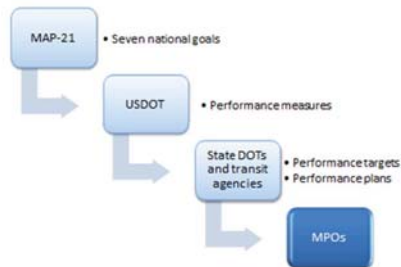 MAP-21
• Seven national goals
USDOT
• Performance measures
State DOTs
and transit
agencies
• Performance targets
• Performance plans
MPOs